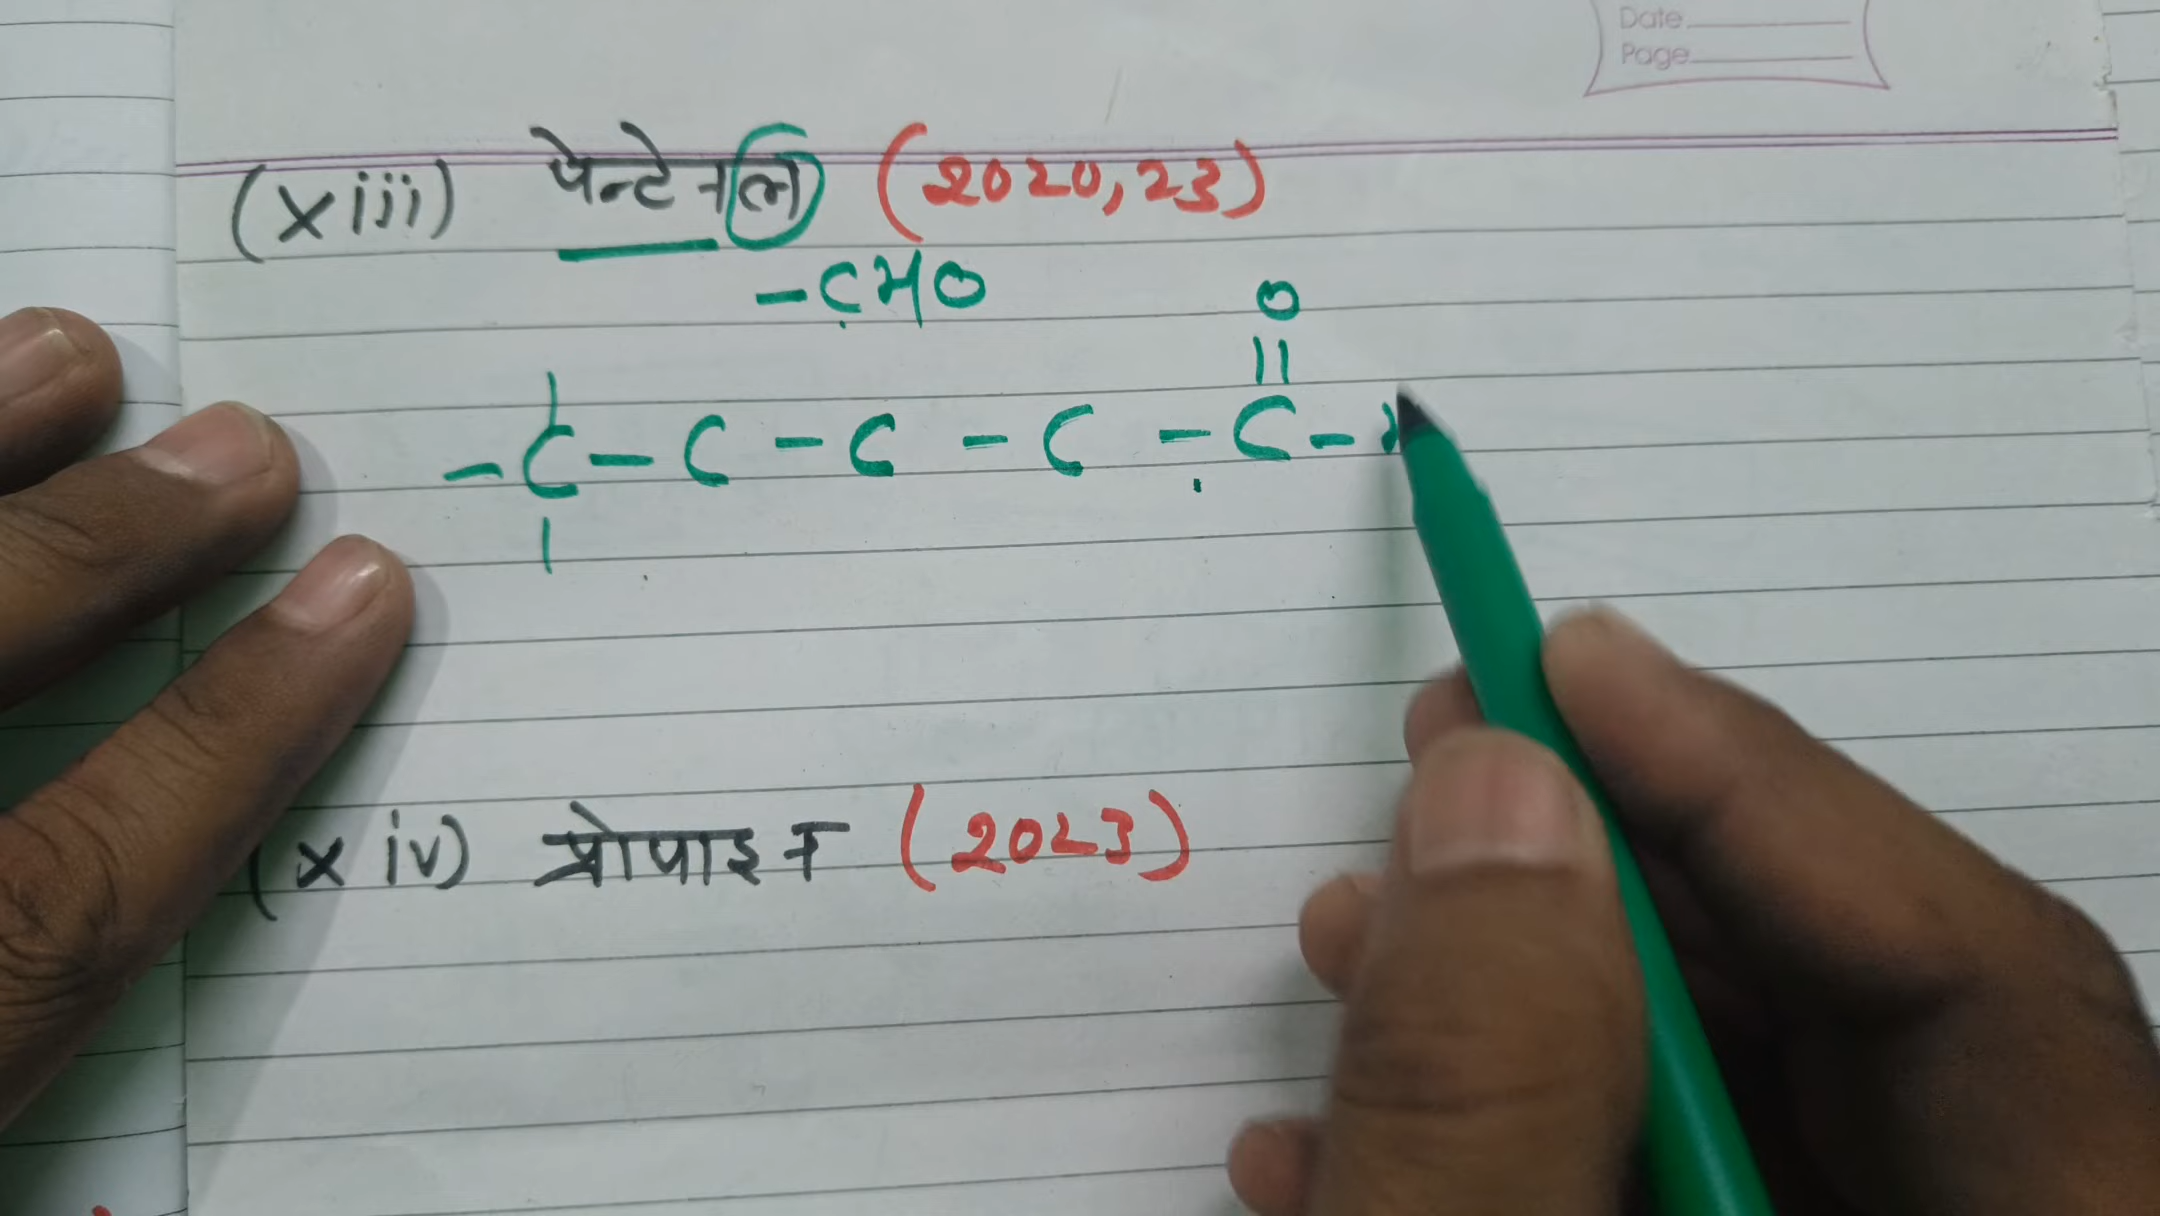 Date
Page
(xiii) पेन्टेनल (2020,23)
-CHO
O
||
-C-C-C-C-C-
(xiv) प्रोपाइन (2023)